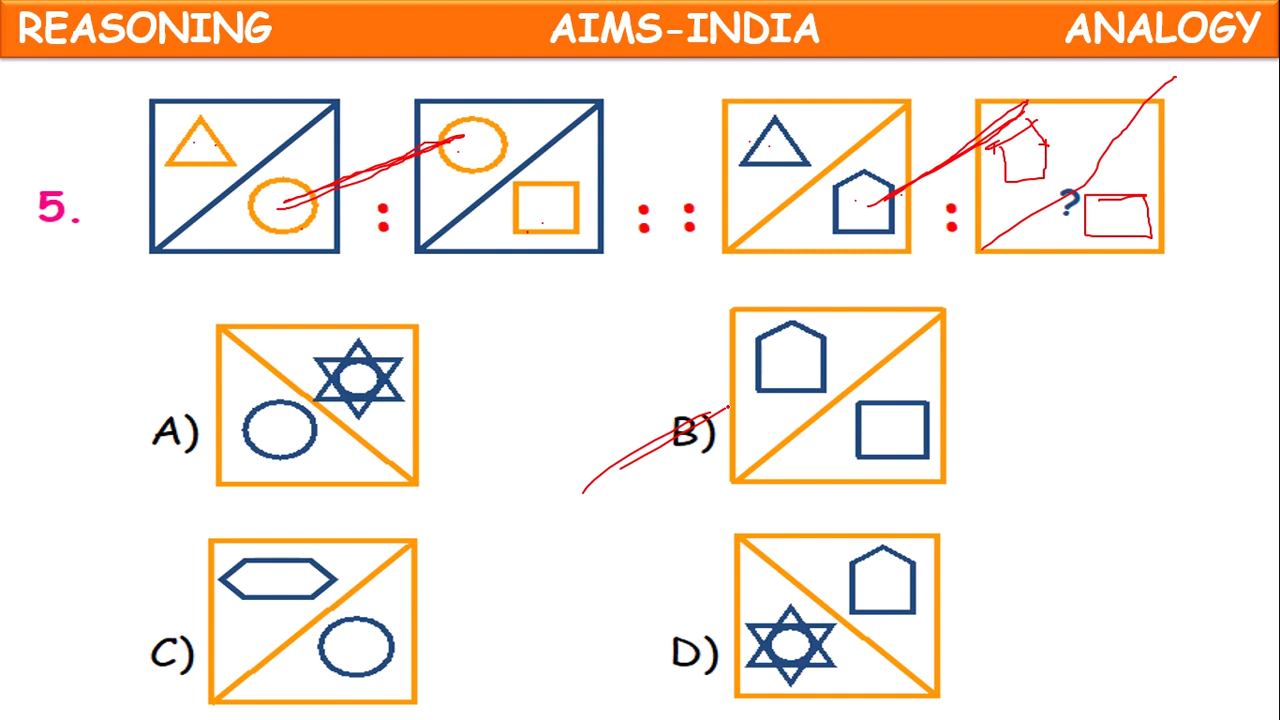 REASONING AIMS-INDIA ANALOGY
5. : : : : ?
A) B)
C) D)